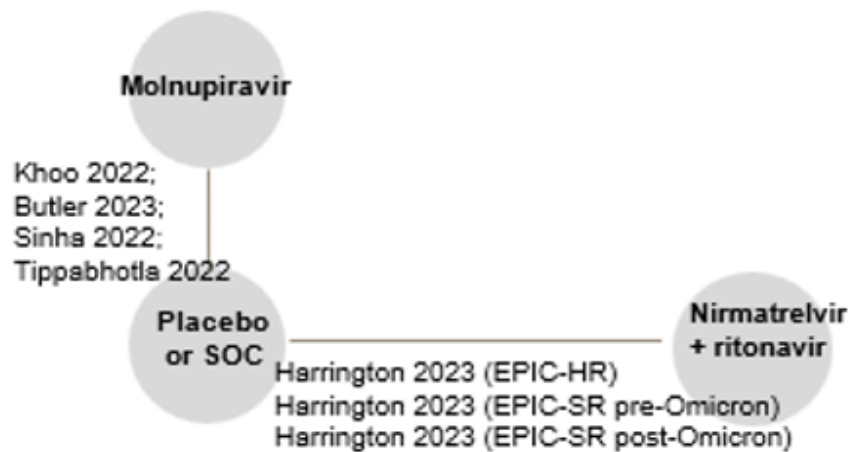 Molnupiravir
Khoo 2022;
Butler 2023;
Sinha 2022;
Tippabhotla 2022
Placebo
or SOC
Nirmatrelvir
+ ritonavir
Harrington 2023 (EPIC-HR)
Harrington 2023 (EPIC-SR pre-Omicron)
Harrington 2023 (EPIC-SR post-Omicron)